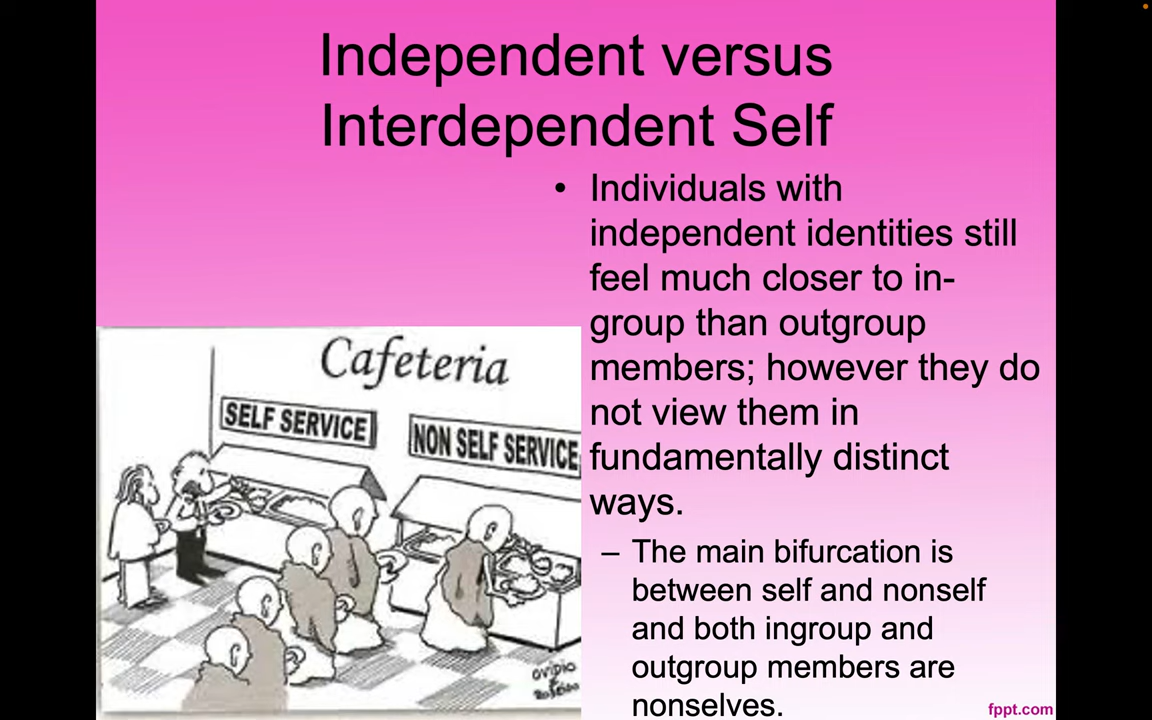 Independent versus
Interdependent Self
• Individuals with
independent identities still
feel much closer to in-
group than outgroup
members; however they do
not view them in
fundamentally distinct
ways.
– The main bifurcation is
between self and nonself
and both ingroup and
outgroup members are
nonselves.
Cafeteria
SELF SERVICE
NON SELF SERVICE
OVIDIO
fppt.com